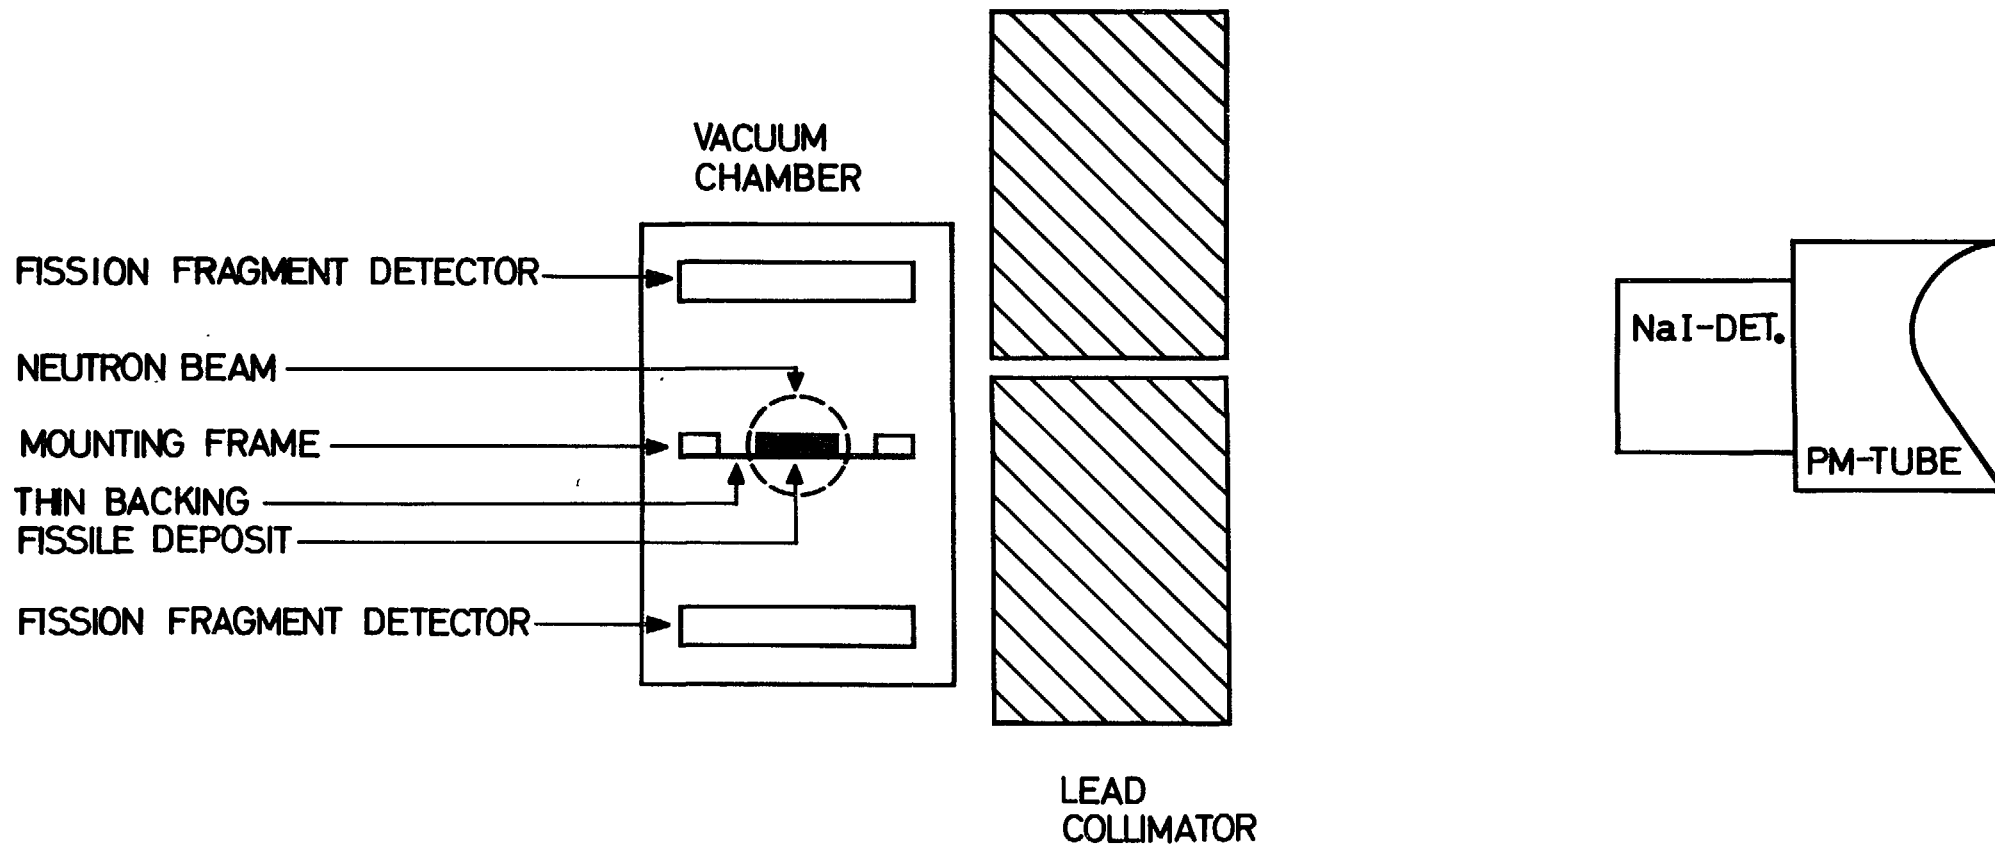 VACUUM
CHAMBER
FISSION FRAGMENT DETECTOR
NEUTRON BEAM
MOUNTING FRAME
THIN BACKING
FISSILE DEPOSIT
FISSION FRAGMENT DETECTOR
NaI-DET.
PM-TUBE
LEAD
COLLIMATOR